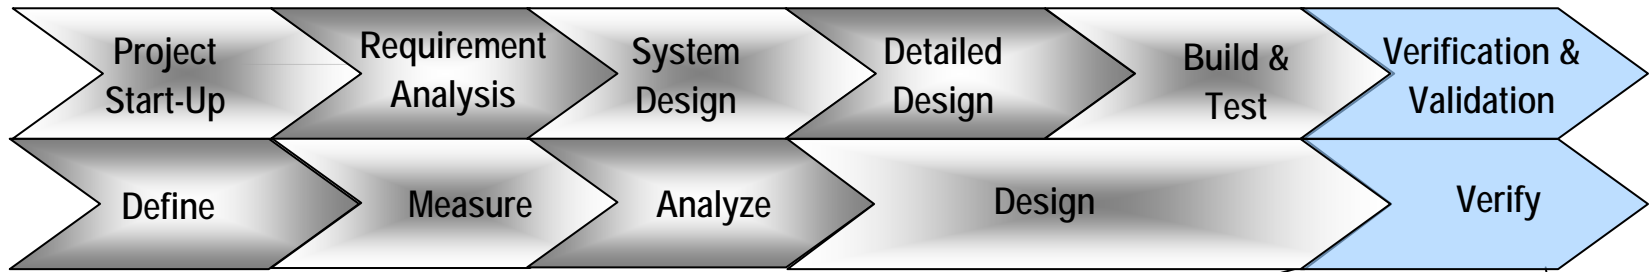 Project
Start-Up
Requirement
Analysis
System
Design
Detailed
Design
Build &
Test
Verification &
Validation
Define
Measure
Analyze
Design
Verify